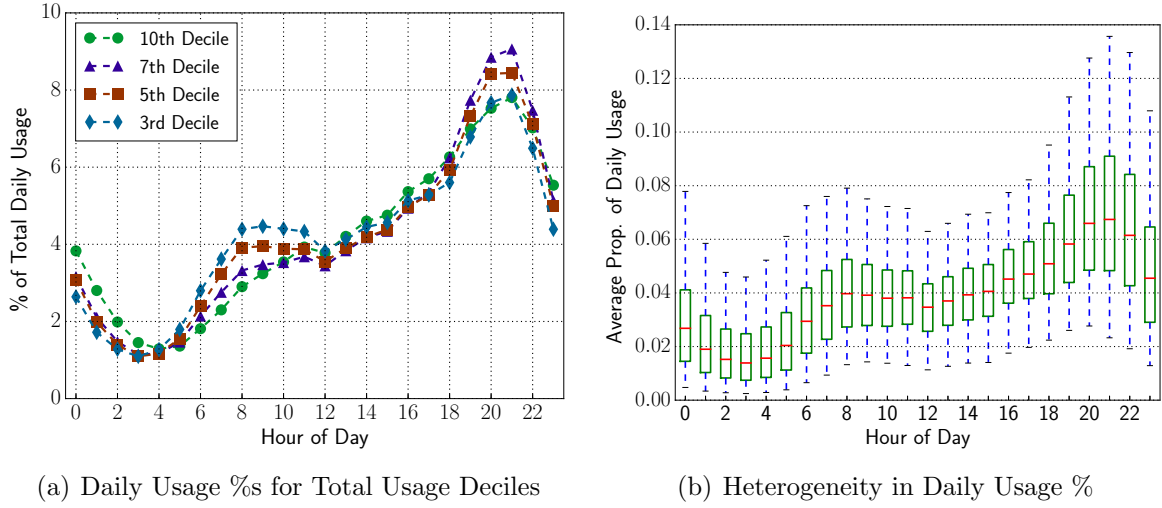 10
8
6
4
2
0
% of Total Daily Usage
10th Decile
7th Decile
5th Decile
3rd Decile
0 2 4 6 8 10 12 14 16 18 20 22
Hour of Day
(a) Daily Usage %s for Total Usage Deciles
0.14
0.12
0.10
0.08
0.06
0.04
0.02
0.00
Average Prop. of Daily Usage
0 2 4 6 8 10 12 14 16 18 20 22
Hour of Day
(b) Heterogeneity in Daily Usage %